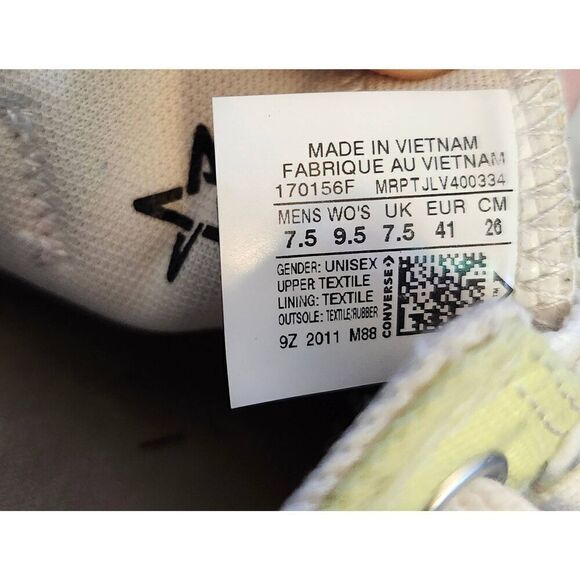 MADE IN VIETNAM
FABRIQUE AU VIETNAM
170156F MRPTJLV400334
MENS WO'S UK EUR CM
7.5 9.5 7.5 41 26
GENDER: UNISEX
UPPER TEXTILE
LINING: TEXTILE
OUTSOLE: TEXTILE/RUBBER
9Z 2011 M88
CONVERSE